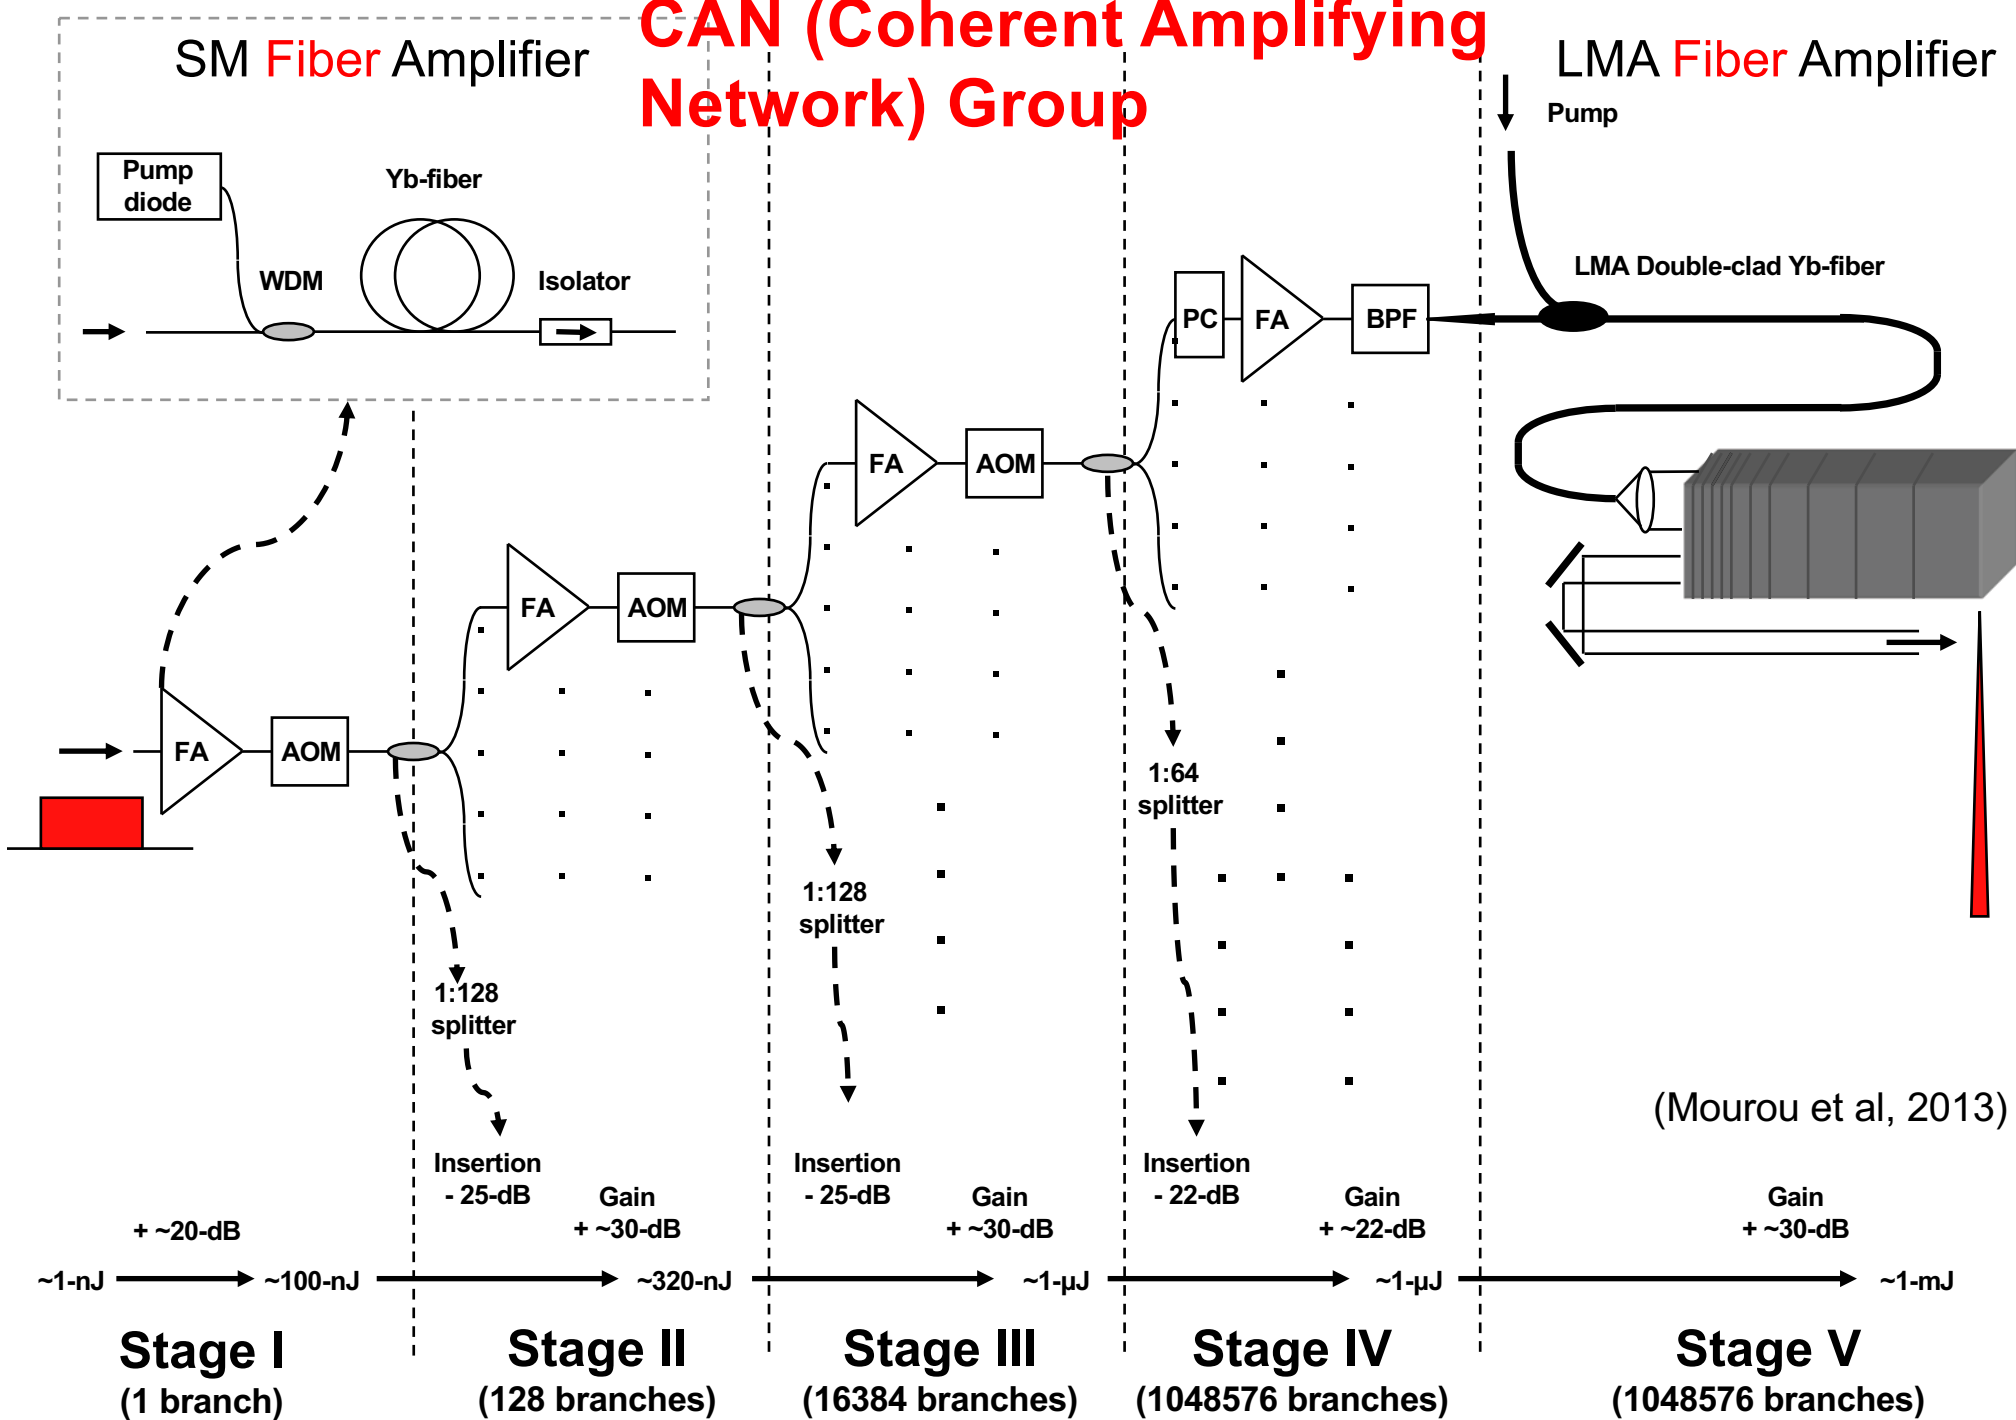 CAN (Coherent Amplifying
Network) Group
SM Fiber Amplifier
LMA Fiber Amplifier
Pump
Pump
diode
Yb-fiber
WDM
Isolator
LMA Double-clad Yb-fiber
PC
FA
BPF
FA
AOM
FA
AOM
FA
AOM
1:64
splitter
1:128
splitter
1:128
splitter
(Mourou et al, 2013)
Insertion
- 25-dB
Gain
+ ~30-dB
Insertion
- 25-dB
Gain
+ ~30-dB
Insertion
- 22-dB
Gain
+ ~22-dB
Gain
+ ~30-dB
+ ~20-dB
~1-nJ
~100-nJ
~320-nJ
~1-µJ
~1-µJ
~1-mJ
Stage I
(1 branch)
Stage II
(128 branches)
Stage III
(16384 branches)
Stage IV
(1048576 branches)
Stage V
(1048576 branches)